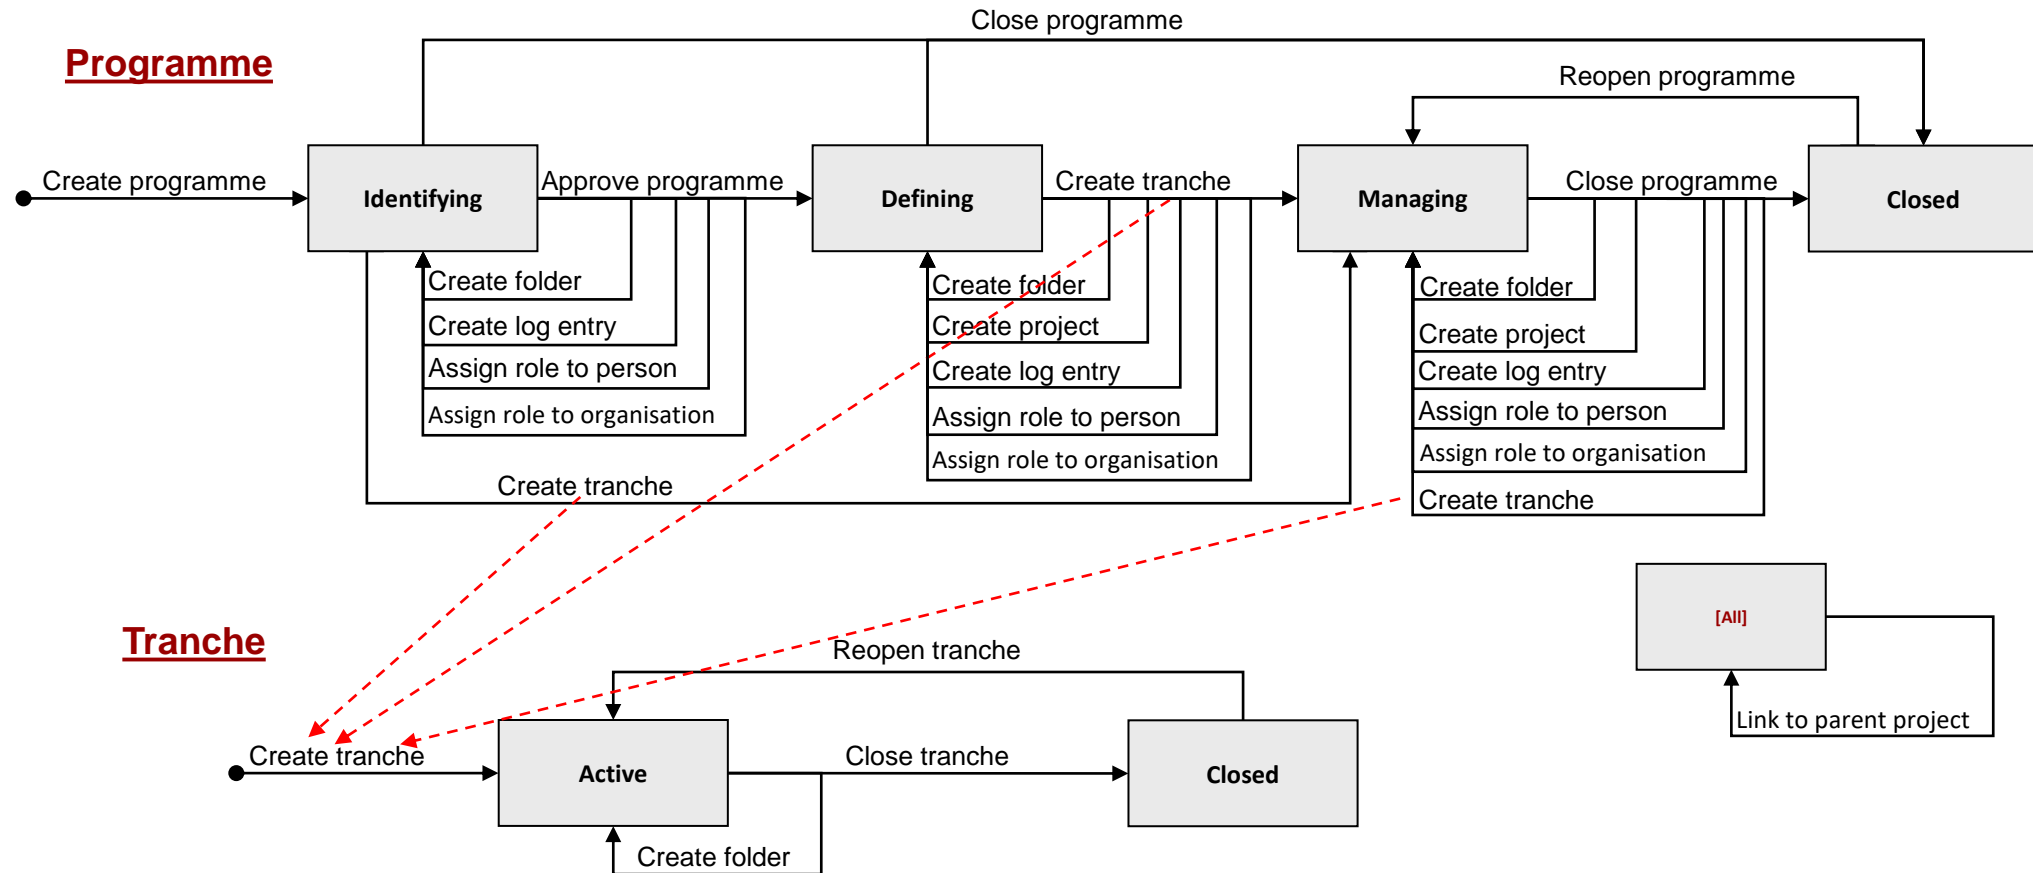 Close programme
Programme
Reopen programme
Create programme
Identifying
Approve programme
Defining
Create tranche
Managing
Close programme
Closed
Create folder
Create log entry
Assign role to person
Assign role to organisation
Create folder
Create project
Create log entry
Assign role to person
Assign role to organisation
Create folder
Create project
Create log entry
Assign role to person
Assign role to organisation
Create tranche
Create tranche
[All]
Link to parent project
Tranche
Reopen tranche
Create tranche
Active
Close tranche
Closed
Create folder